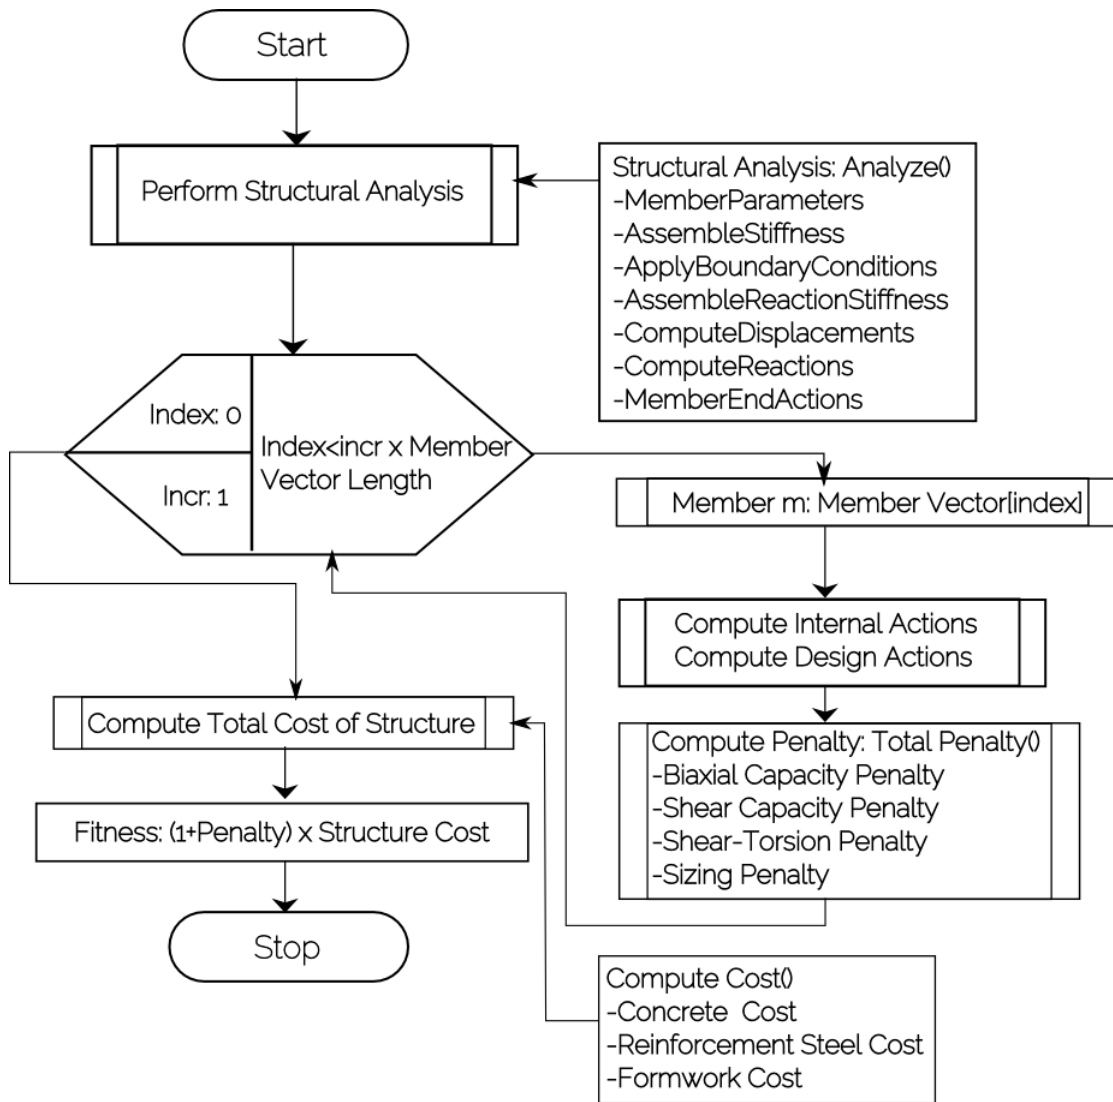 Start
Perform Structural Analysis
Structural Analysis: Analyze()
-MemberParameters
-AssembleStiffness
-ApplyBoundaryConditions
-AssembleReactionStiffness
-ComputeDisplacements
-ComputeReactions
-MemberEndActions
Index: 0
Incr: 1
Index<incr x Member
Vector Length
Member m: Member Vector[index]
Compute Internal Actions
Compute Design Actions
Compute Penalty: Total Penalty()
-Biaxial Capacity Penalty
-Shear Capacity Penalty
-Shear-Torsion Penalty
-Sizing Penalty
Compute Total Cost of Structure
Fitness: (1+Penalty) x Structure Cost
Stop
Compute Cost()
-Concrete  Cost
-Reinforcement Steel Cost
-Formwork Cost